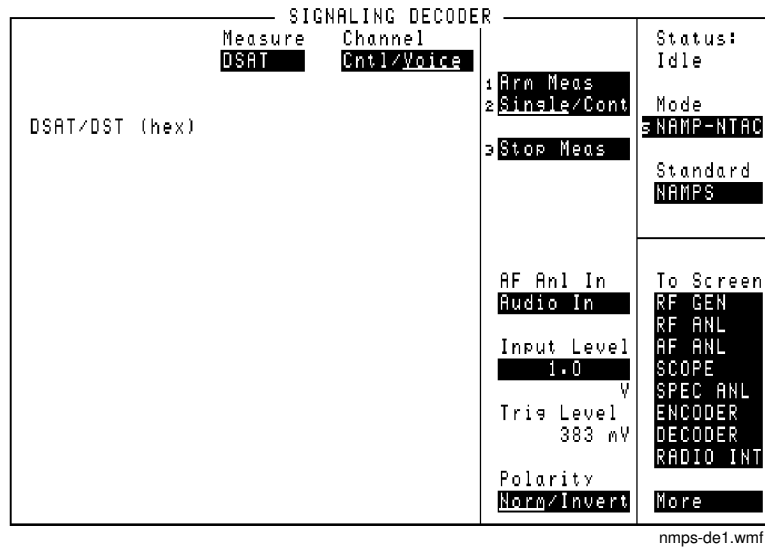 SIGNALING DECODER
Measure
DSAT
Channel
Cntl/Voice
DSAT/DST (hex)
1 Arm Meas
2 Single/Cont
3 Stop Meas
AF Anl In
Audio In
Input Level
1.0
V
Trig Level
383 mV
Polarity
Norm/Invert
Status:
Idle
Mode
5 NAMP-NTAC
Standard
NAMPS
To Screen
RF GEN
RF ANL
AF ANL
SCOPE
SPEC ANL
ENCODER
DECODER
RADIO INT
More
nmps-de1.wmf